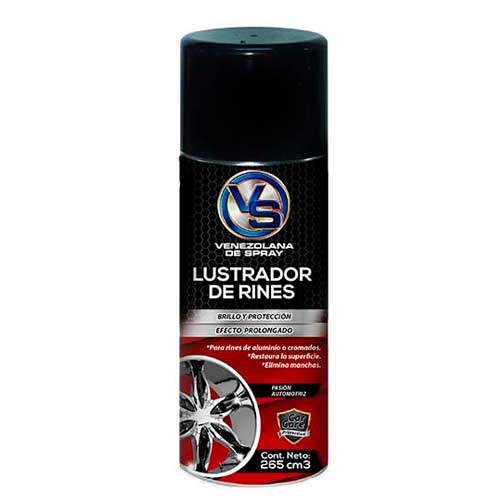 VS
VENEZOLANA
DE SPRAY
LUSTRADOR
DE RINES
BRILLO Y PROTECCIÓN
EFECTO PROLONGADO
*Para rines de aluminio o cromados.
*Restaura la superficie.
*Elimina manchas.
PASIÓN
AUTOMOTRIZ
Car
Care
Protection
Cont. Neto:
265 cm3